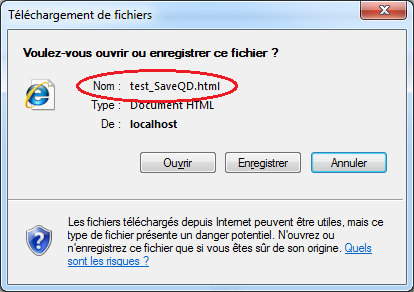 Téléchargement de fichiers
Voulez-vous ouvrir ou enregistrer ce fichier ?
Nom : test_SaveQD.html
Type : Document HTML
De : localhost
Ouvrir Enregistrer Annuler
Les fichiers téléchargés depuis Internet peuvent être utiles, mais ce
type de fichier présente un danger potentiel. N'ouvrez ou
n'enregistrez ce fichier que si vous êtes sûr de son origine. Quels
sont les risques ?